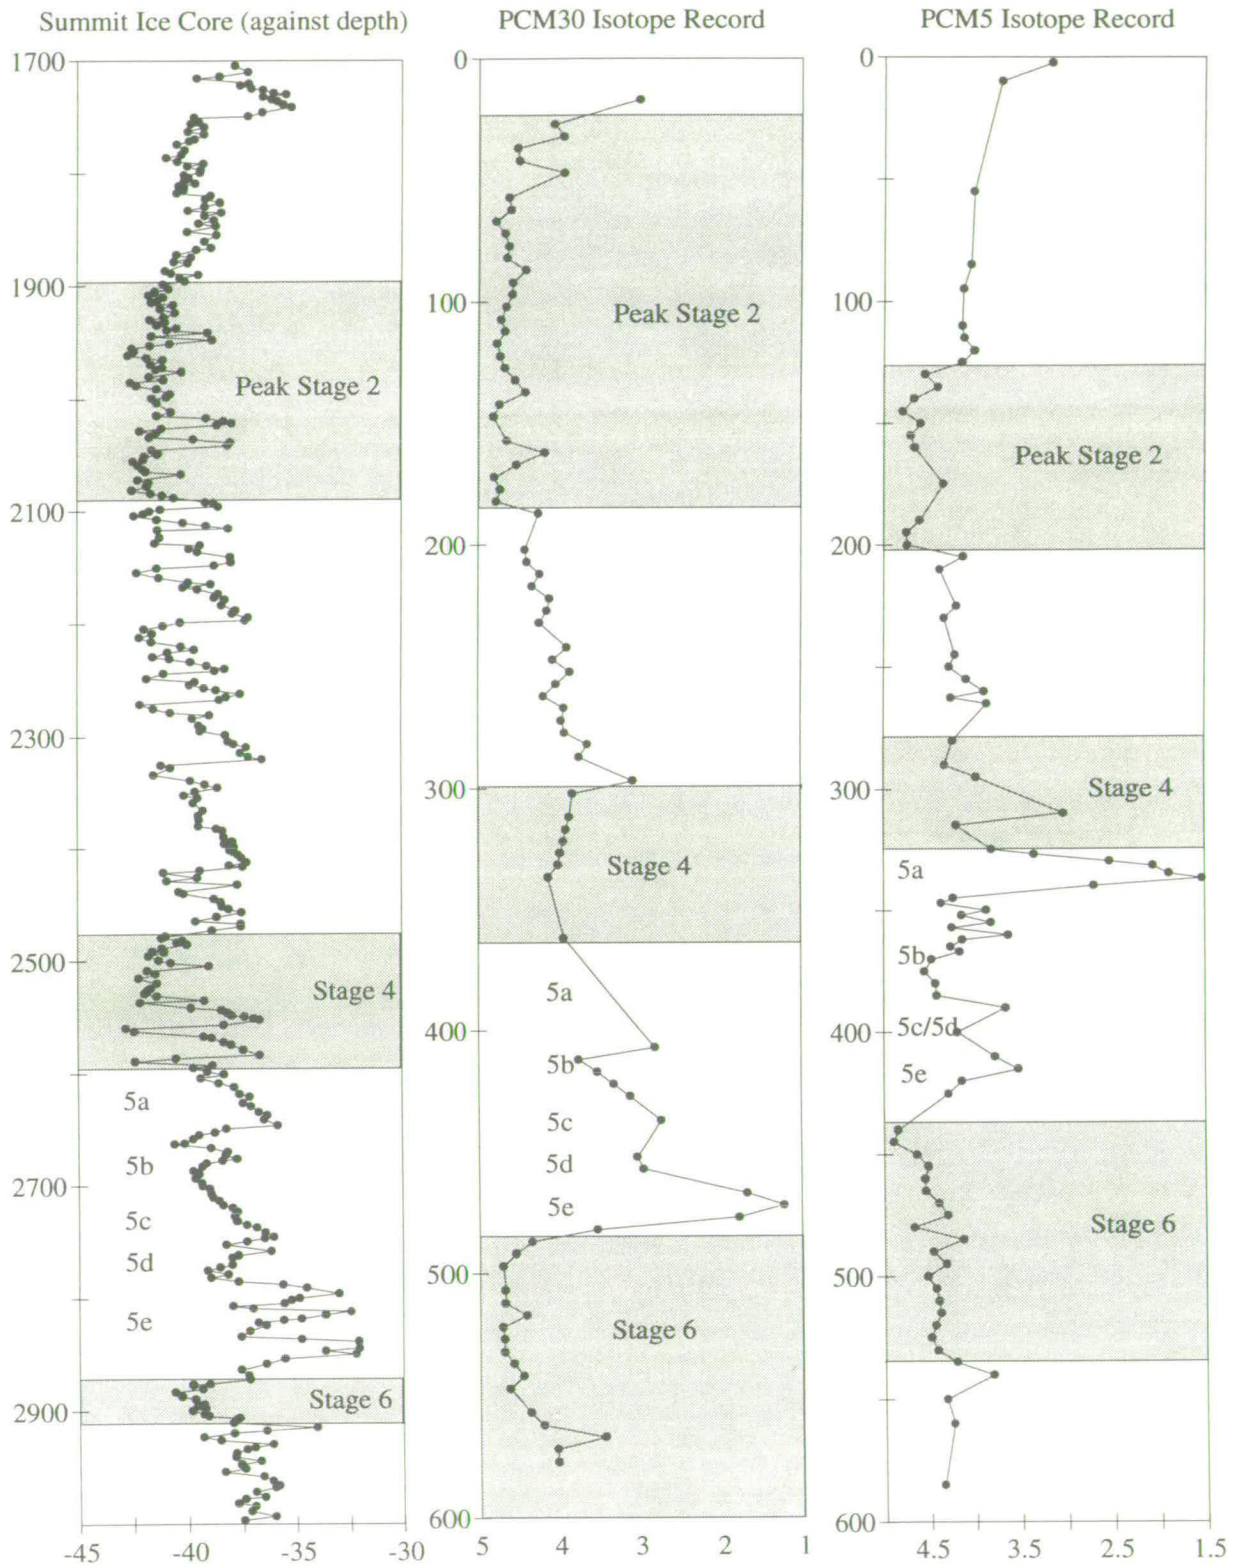 Summit Ice Core (against depth)
PCM30 Isotope Record
PCM5 Isotope Record
1700
1900
2100
2300
2500
2700
2900
Peak Stage 2
Stage 4
5a
5b
5c
5d
5e
Stage 6
-45
-40
-35
-30
0
100
200
300
400
500
600
Peak Stage 2
Stage 4
5a
5b
5c
5d
5e
Stage 6
5
4
3
2
1
0
100
200
300
400
500
600
Peak Stage 2
Stage 4
5a
5b
5c/5d
5e
Stage 6
4.5
3.5
2.5
1.5